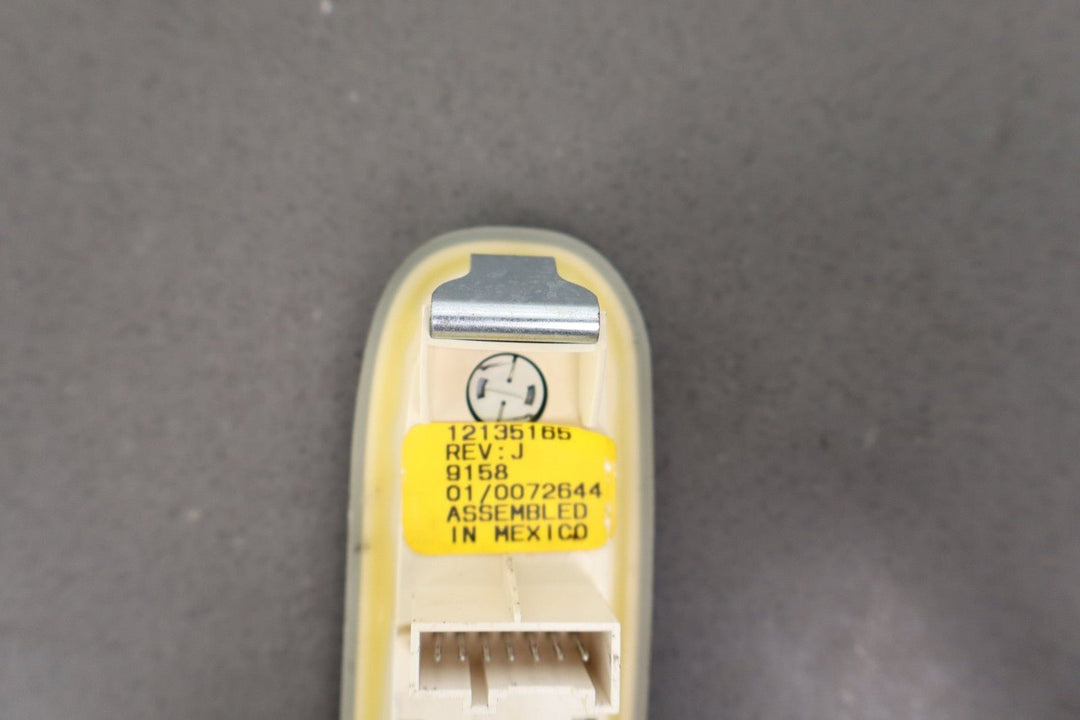 12135165
REV:J
9158
01/0072644
ASSEMBLED
IN MEXICO